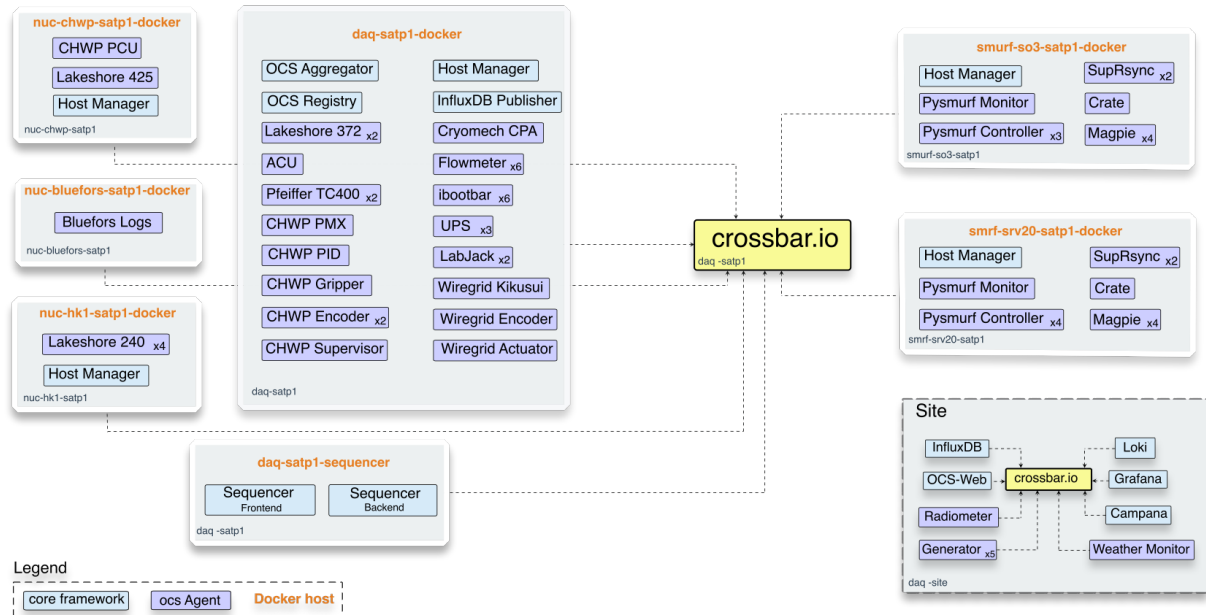 nuc-chwp-satp1-docker
CHWP PCU
Lakeshore 425
Host Manager
nuc-chwp-satp1
nuc-bluefors-satp1-docker
Bluefors Logs
nuc-bluefors-satp1
nuc-hk1-satp1-docker
Lakeshore 240 x4
Host Manager
nuc-hk1-satp1
daq-satp1-docker
OCS Aggregator
OCS Registry
Lakeshore 372 x2
ACU
Pfeiffer TC400 x2
CHWP PMX
CHWP PID
CHWP Gripper
CHWP Encoder x2
CHWP Supervisor
Host Manager
InfluxDB Publisher
Cryomech CPA
Flowmeter x6
ibootbar x6
UPS x3
LabJack x2
Wiregrid Kikusui
Wiregrid Encoder
Wiregrid Actuator
daq-satp1
daq-satp1-sequencer
Sequencer
Frontend
Sequencer
Backend
daq -satp1
crossbar.io
daq -satp1
smurf-so3-satp1-docker
Host Manager
Pysmurf Monitor
Pysmurf Controller x3
SupRsync x2
Crate
Magpie x4
smurf-so3-satp1
smrf-srv20-satp1-docker
Host Manager
Pysmurf Monitor
Pysmurf Controller x4
SupRsync x2
Crate
Magpie x4
smrf-srv20-satp1
Site
InfluxDB
OCS-Web
Radiometer
Generator x5
crossbar.io
Loki
Grafana
Campana
Weather Monitor
daq -site
Legend
core framework
ocs Agent
Docker host